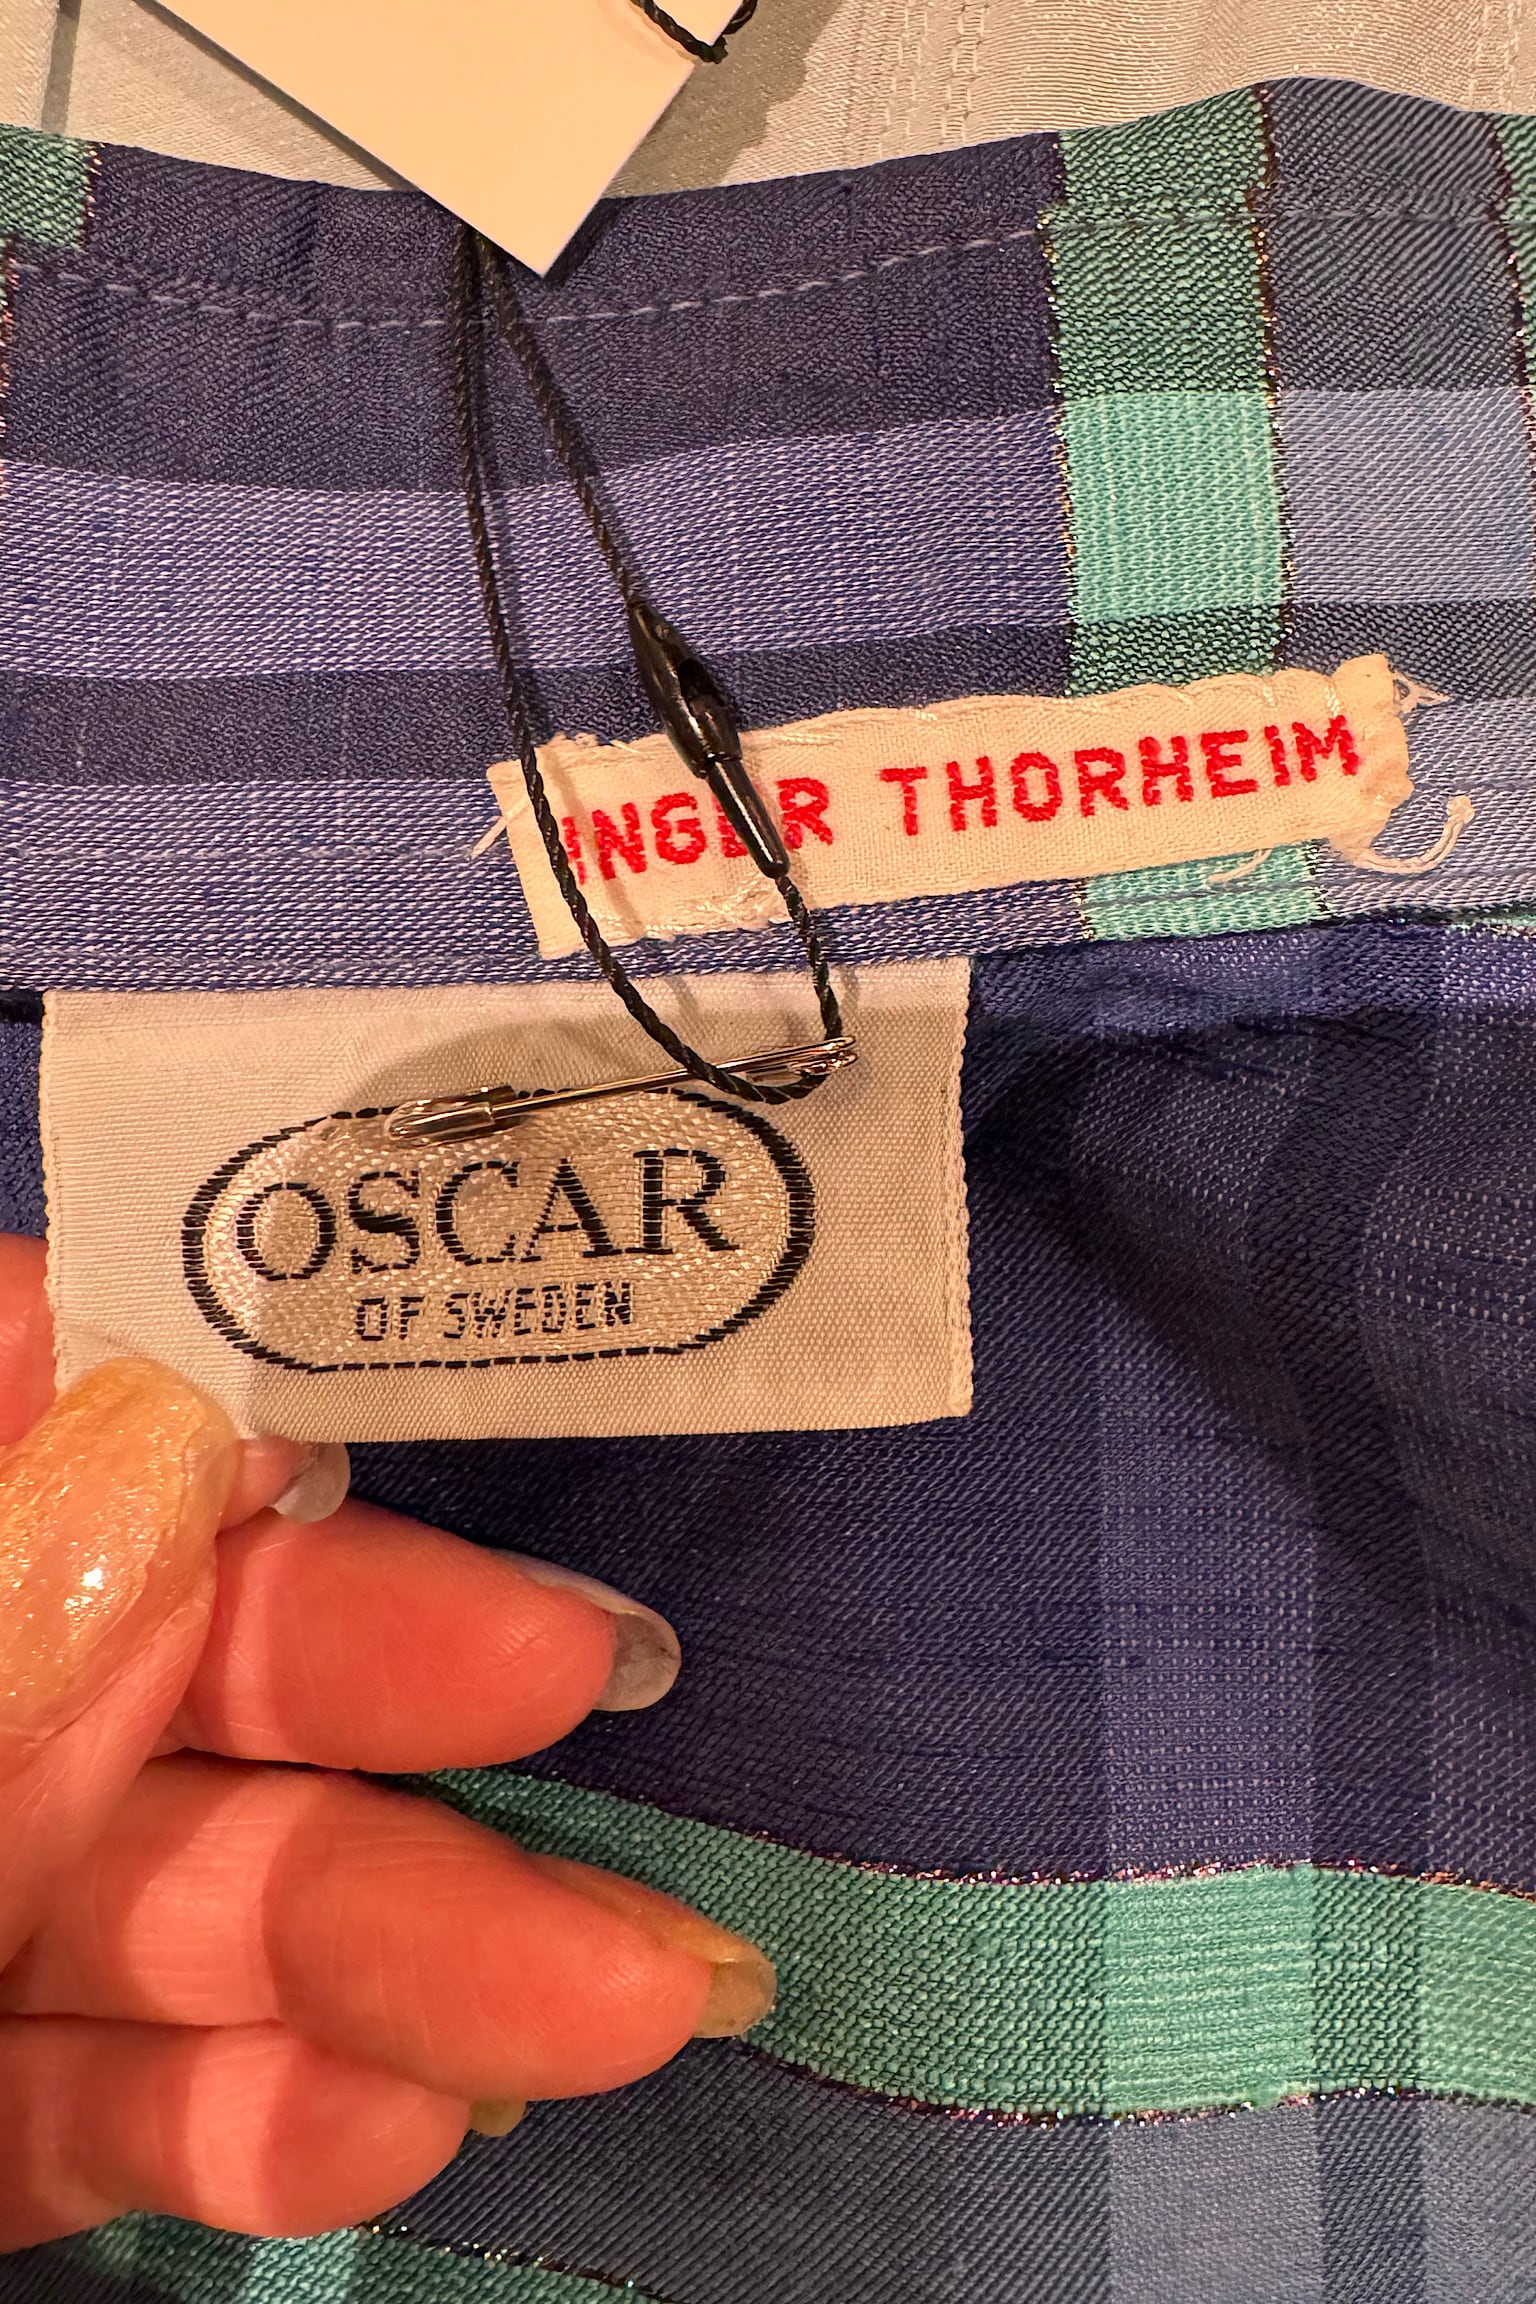 INGER THORHEIM
OSCAR
OF SWEDEN